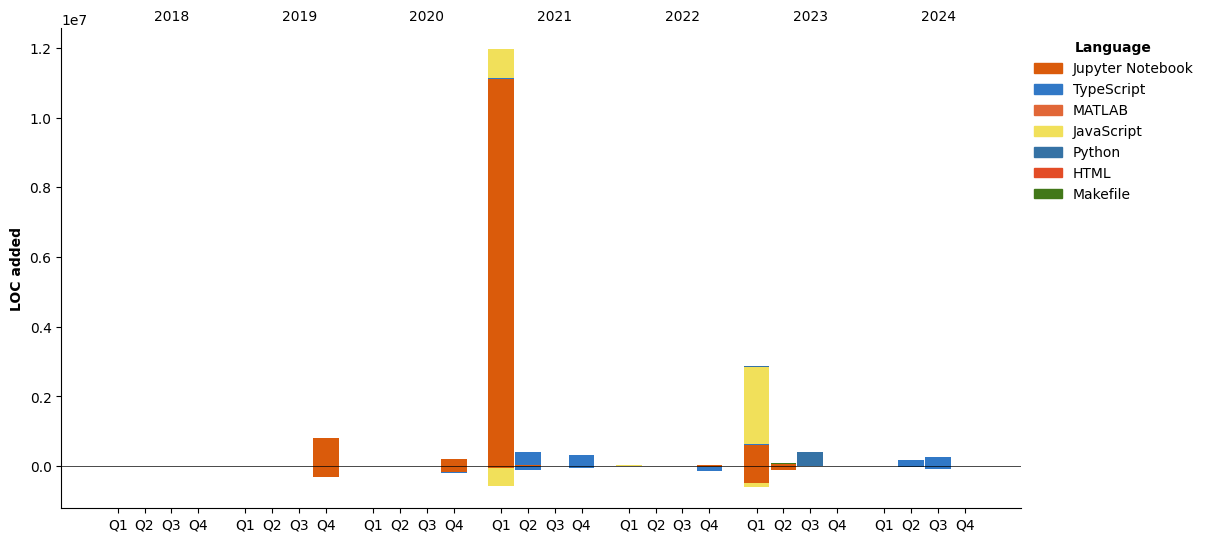 1e7
2018 2019 2020 2021 2022 2023 2024
Language
Jupyter Notebook
TypeScript
MATLAB
JavaScript
Python
HTML
Makefile
LOC added
1.2
1.0
0.8
0.6
0.4
0.2
0.0
Q1 Q2 Q3 Q4 Q1 Q2 Q3 Q4 Q1 Q2 Q3 Q4 Q1 Q2 Q3 Q4 Q1 Q2 Q3 Q4 Q1 Q2 Q3 Q4 Q1 Q2 Q3 Q4